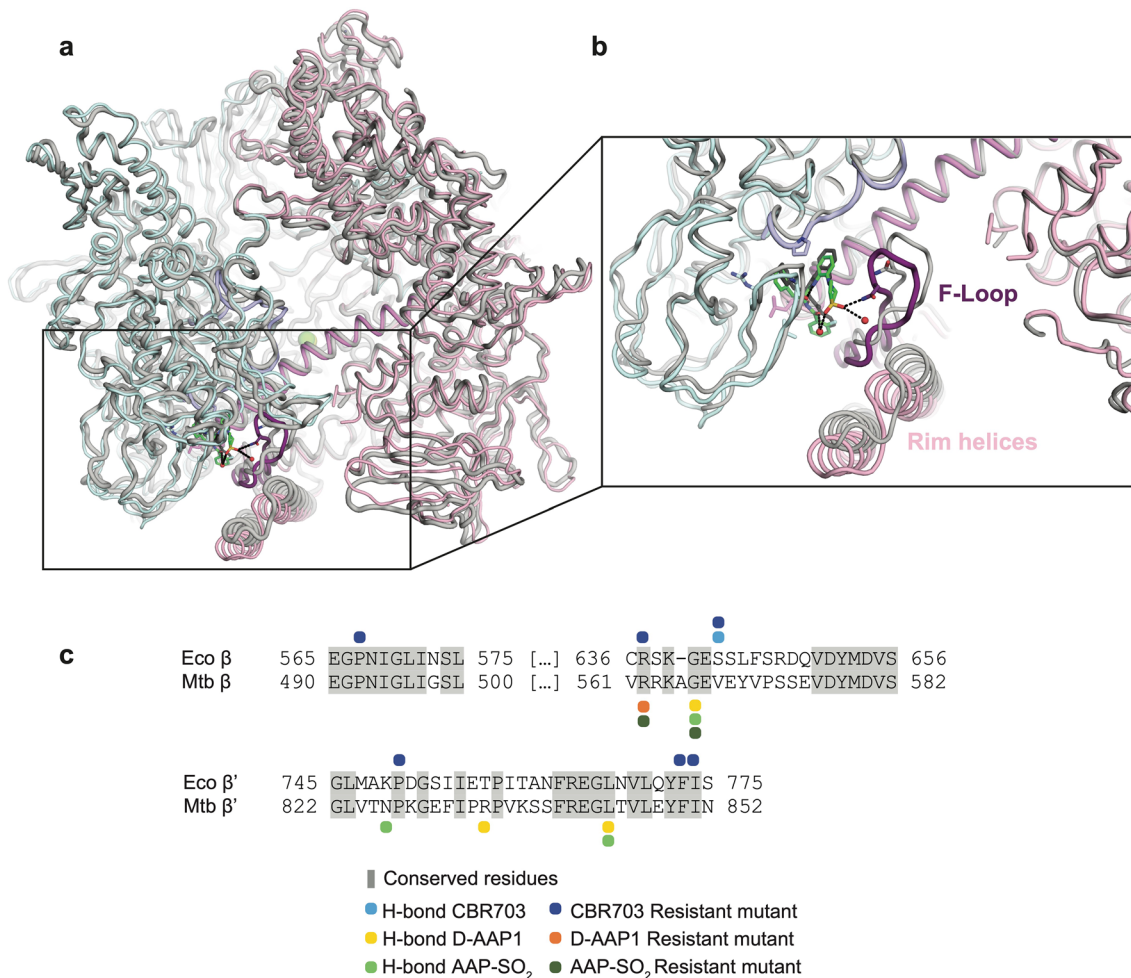 a
b
F-Loop
Rim helices
c
Eco β 565 EGPNIGLINSL 575 [...] 636 CRSK-GESSLFSRDQVDYMDVS 656
Mtb β 490 EGPNIGLIGSL 500 [...] 561 VRRKAGEVEYVPSSEVDYMDVS 582
Eco β’ 745 GLMAKPDGSIIETPITANFREGLNVLQYFIS 775
Mtb β’ 822 GLVTNPKGEFIPRPVKSSFREGLTVLEYFIN 852
Conserved residues
H-bond CBR703 CBR703 Resistant mutant
H-bond D-AAP1 D-AAP1 Resistant mutant
H-bond AAP-SO₂ AAP-SO₂ Resistant mutant